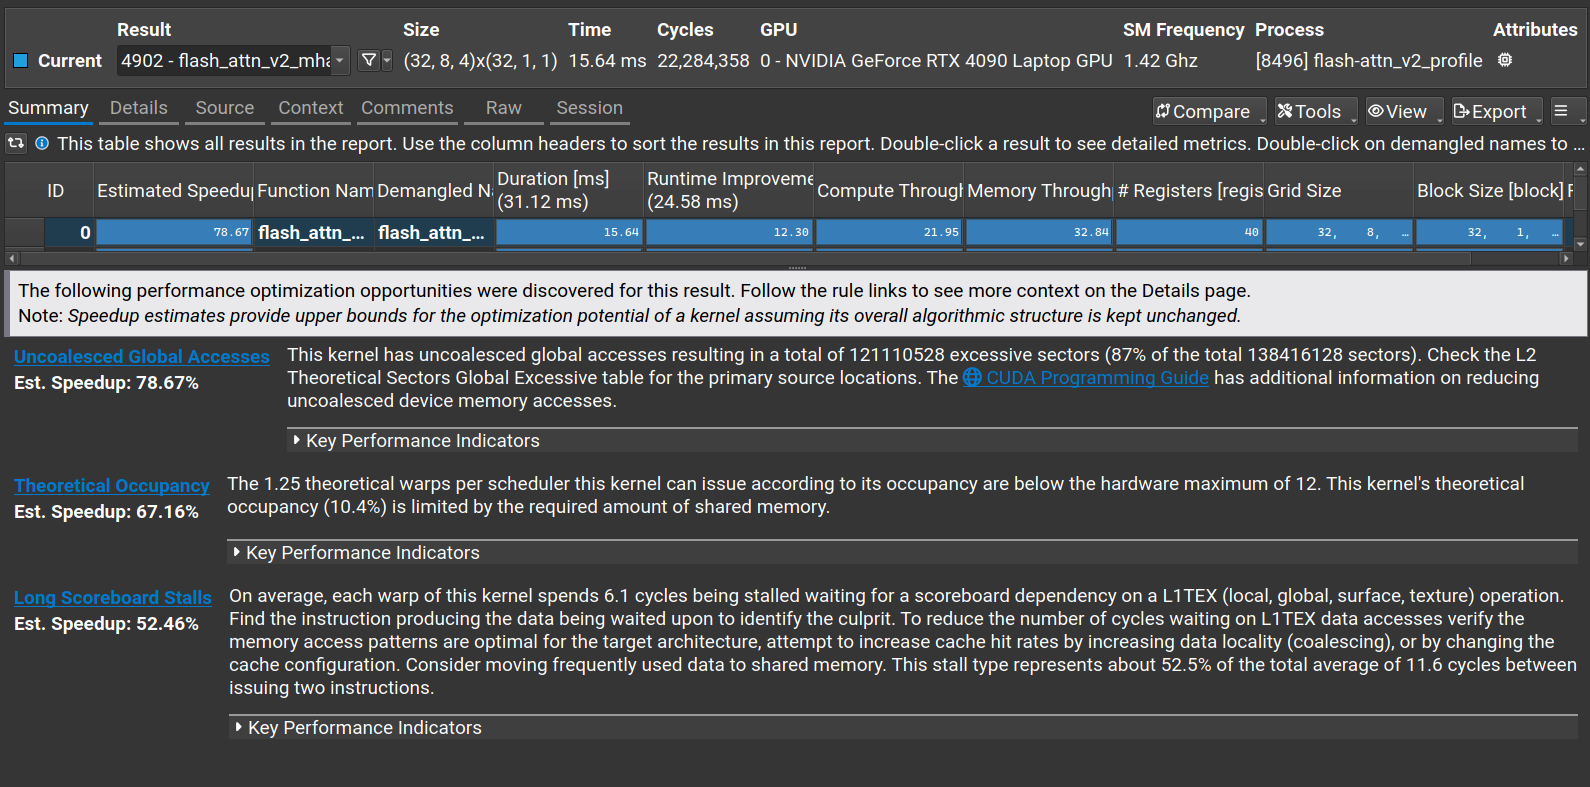 Result Size Time Cycles GPU SM Frequency Process Attributes
Current 4902 - flash_attn_v2_mha (32, 8, 4)x(32, 1, 1) 15.64 ms 22,284,358 0 - NVIDIA GeForce RTX 4090 Laptop GPU 1.42 Ghz [8496] flash-attn_v2_profile
Summary Details Source Context Comments Raw Session Compare Tools View Export
This table shows all results in the report. Use the column headers to sort the results in this report. Double-click a result to see detailed metrics. Double-click on demangled names to ...
ID Estimated Speedup Function Nam Demangled Na Duration [ms] (31.12 ms) Runtime Improveme (24.58 ms) Compute Through Memory Through # Registers [regis Grid Size Block Size [block]
0 78.67 flash_attn_... flash_attn_... 15.64 12.30 21.95 32.84 40 32, 8, ... 32, 1, ...
The following performance optimization opportunities were discovered for this result. Follow the rule links to see more context on the Details page.
Note: Speedup estimates provide upper bounds for the optimization potential of a kernel assuming its overall algorithmic structure is kept unchanged.
Uncoalesced Global Accesses
Est. Speedup: 78.67%
This kernel has uncoalesced global accesses resulting in a total of 121110528 excessive sectors (87% of the total 138416128 sectors). Check the L2
Theoretical Sectors Global Excessive table for the primary source locations. The CUDA Programming Guide has additional information on reducing
uncoalesced device memory accesses.
Key Performance Indicators
Theoretical Occupancy
Est. Speedup: 67.16%
The 1.25 theoretical warps per scheduler this kernel can issue according to its occupancy are below the hardware maximum of 12. This kernel's theoretical
occupancy (10.4%) is limited by the required amount of shared memory.
Key Performance Indicators
Long Scoreboard Stalls
Est. Speedup: 52.46%
On average, each warp of this kernel spends 6.1 cycles being stalled waiting for a scoreboard dependency on a L1TEX (local, global, surface, texture) operation.
Find the instruction producing the data being waited upon to identify the culprit. To reduce the number of cycles waiting on L1TEX data accesses verify the
memory access patterns are optimal for the target architecture, attempt to increase cache hit rates by increasing data locality (coalescing), or by changing the
cache configuration. Consider moving frequently used data to shared memory. This stall type represents about 52.5% of the total average of 11.6 cycles between
issuing two instructions.
Key Performance Indicators